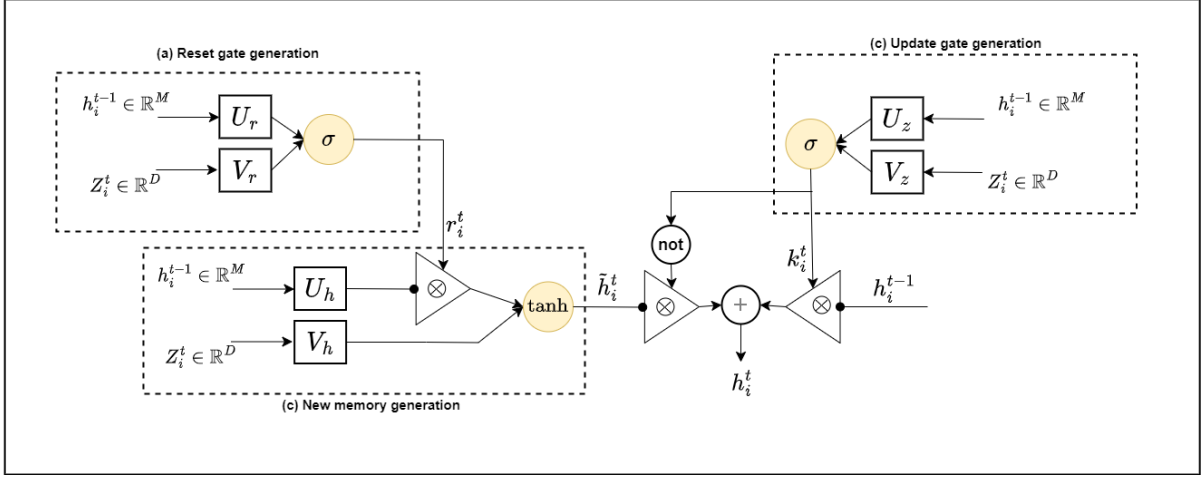 (a) Reset gate generation
h_i^{t-1} ∈ ℝ^M
U_r
Z_i^t ∈ ℝ^D
V_r
σ
r_i^t
(c) Update gate generation
σ
U_z
h_i^{t-1} ∈ ℝ^M
V_z
Z_i^t ∈ ℝ^D
not
k_i^t
h_i^{t-1} ∈ ℝ^M
U_h
⊗
Z_i^t ∈ ℝ^D
V_h
tanh
h̃_i^t
⊗
+
⊗
h_i^{t-1}
h_i^t
(c) New memory generation